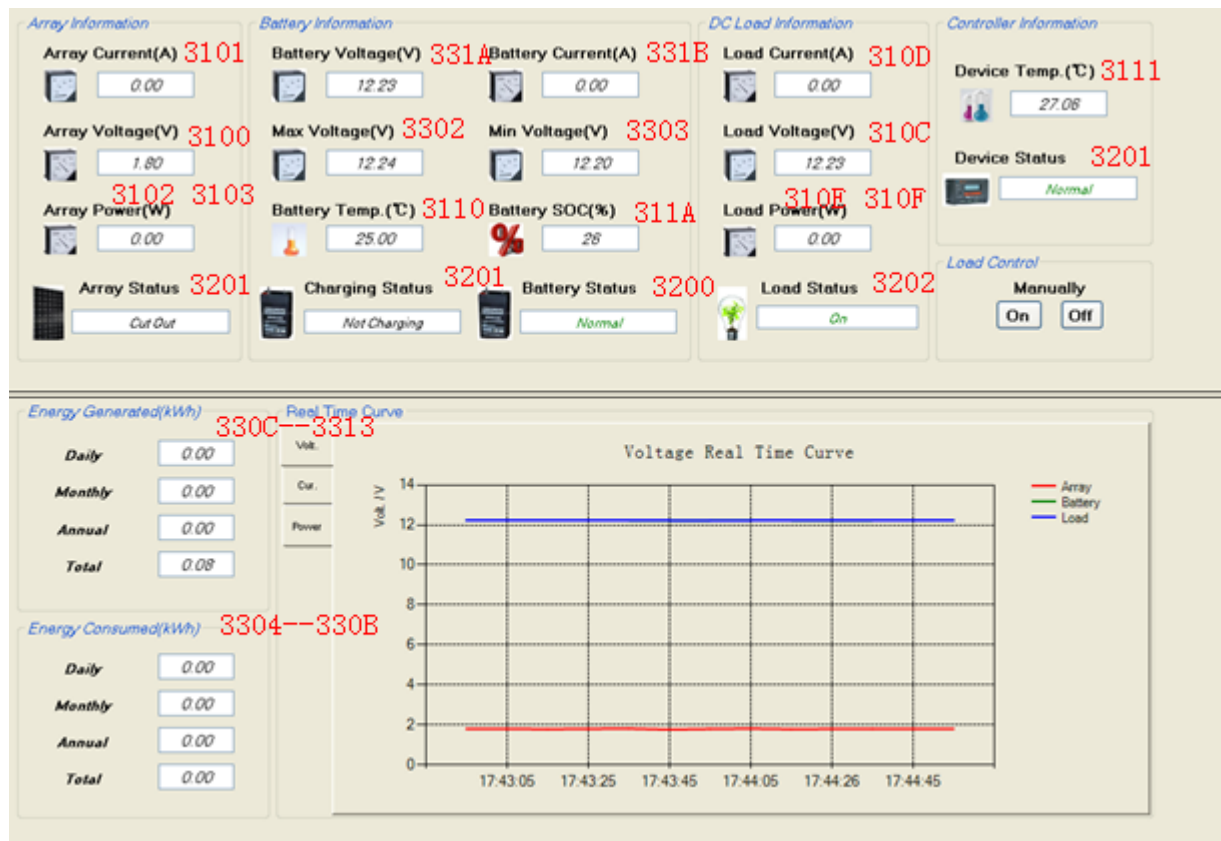 Array Information
Battery Information
DC Load Information
Controller Information
Array Current(A) 3101
Battery Voltage(V) 331A
Battery Current(A) 331B
Load Current(A) 310D
Device Temp.(℃) 3111
0.00
12.23
0.00
0.00
27.06
Array Voltage(V) 3100
Max Voltage(V) 3302
Min Voltage(V) 3303
Load Voltage(V) 310C
Device Status 3201
1.80
12.24
12.20
12.23
Normal
3102 3103
Array Power(W)
Battery Temp.(℃) 3110
Battery SOC(%) 311A
310E 310F
Load Power(W)
0.00
25.00
%
26
0.00
Load Control
Array Status 3201
Charging Status 3201
Battery Status 3200
Load Status 3202
Manually
Cut Out
Not Charging
Normal
On
On
Off
Energy Generated(kWh)
330C--3313
Daily 0.00
Monthly 0.00
Annual 0.00
Total 0.08
Energy Consumed(kWh) 3304--330B
Daily 0.00
Monthly 0.00
Annual 0.00
Total 0.00
Real Time Curve
Volt.
Cur.
Power
Voltage Real Time Curve
Volt. /V
14
12
10
8
6
4
2
0
17:43:05 17:43:25 17:43:45 17:44:05 17:44:26 17:44:45
Array
Battery
Load